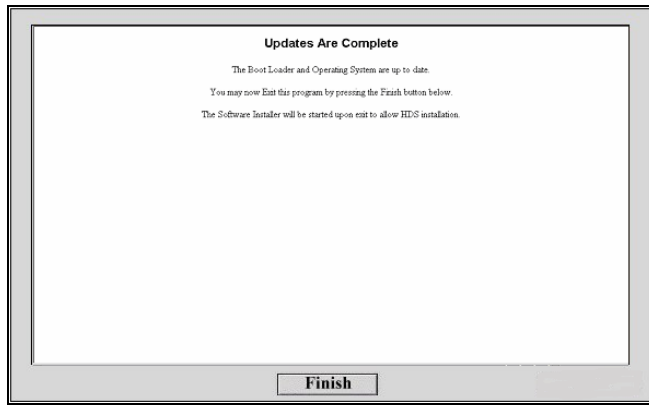 Updates Are Complete
The Boot Loader and Operating System are up to date.
You may now Exit this program by pressing the Finish button below.
The Software Installer will be started upon exit to allow HDS installation.
Finish